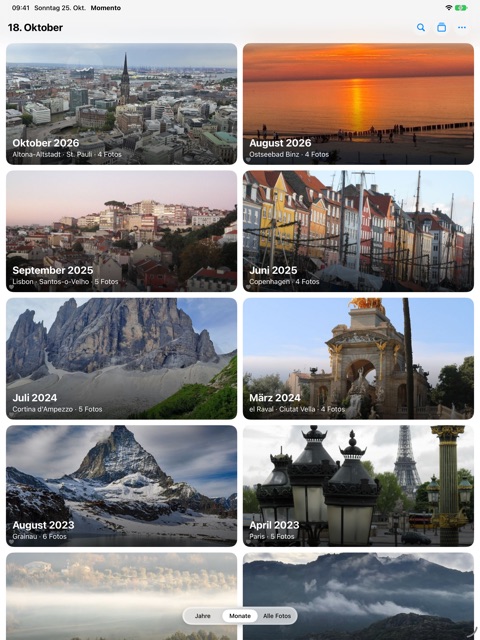 09:41 Sonntag 25. Okt. Momento
18. Oktober
Oktober 2026
Altona-Altstadt · St. Pauli · 4 Fotos
August 2026
Ostseebad Binz · 4 Fotos
September 2025
Lisbon · Santos-o-Velho · 5 Fotos
Juni 2025
Copenhagen · 4 Fotos
Juli 2024
Cortina d'Ampezzo · 5 Fotos
März 2024
el Raval · Ciutat Vella · 4 Fotos
August 2023
Grainau · 6 Fotos
April 2023
Paris · 5 Fotos
Jahre Monate Alle Fotos